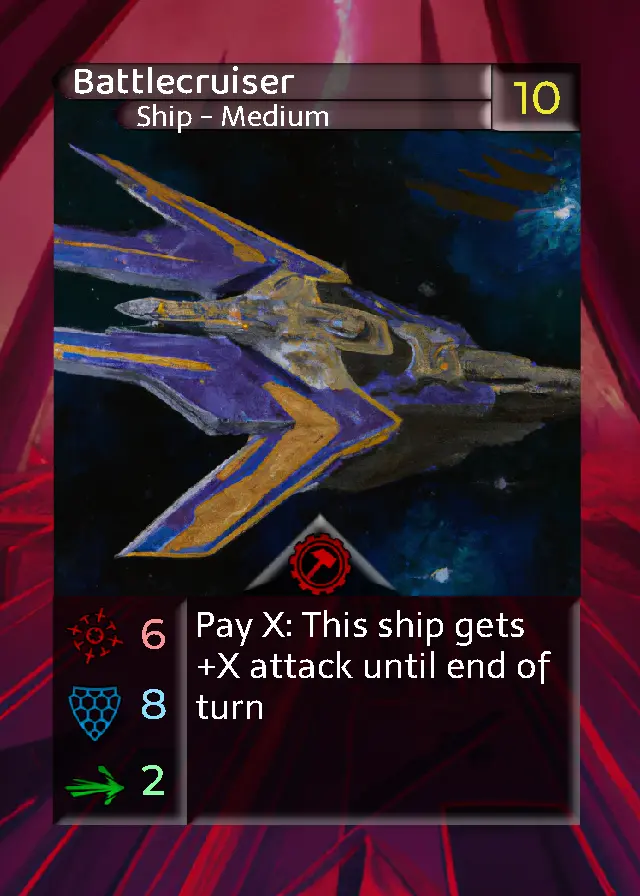 Battlecruiser
10
Ship - Medium
6
Pay X: This ship gets
+X attack until end of
8
turn
2